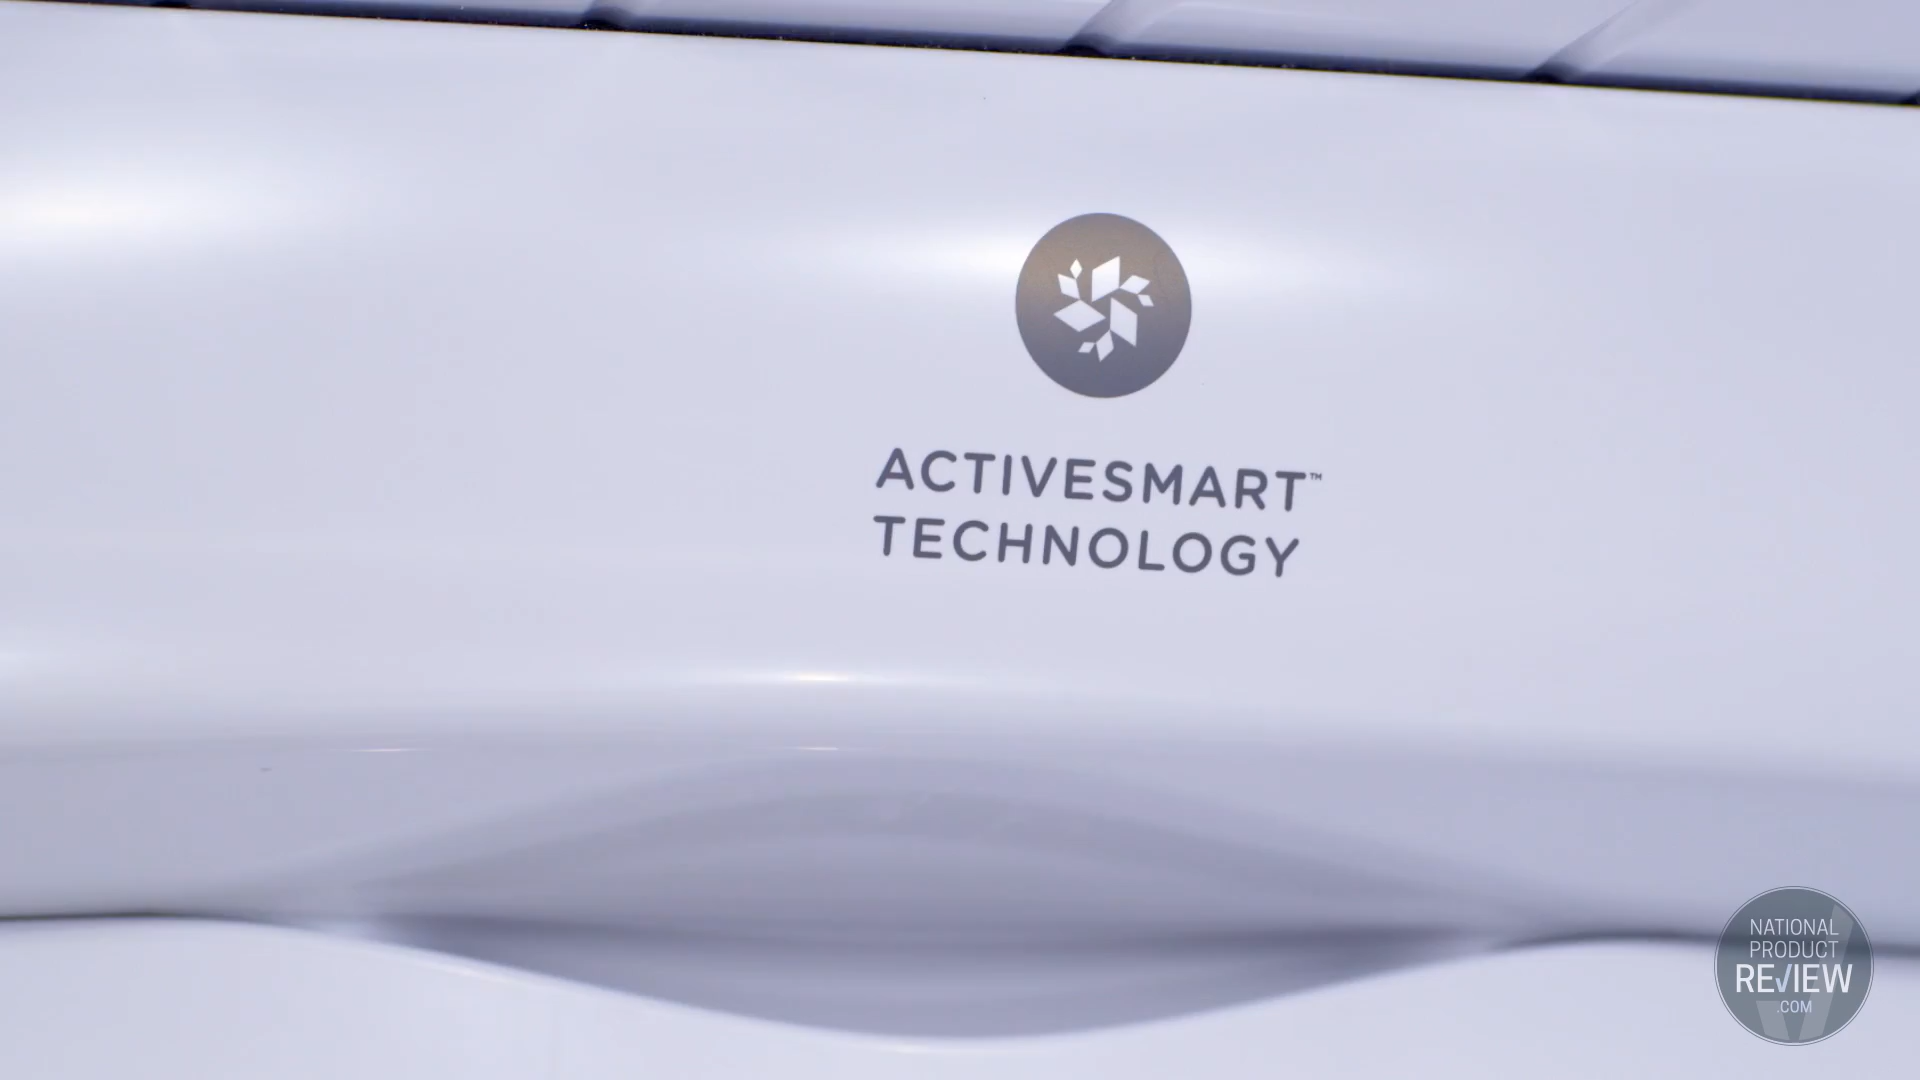 ACTIVESMART™
TECHNOLOGY
NATIONAL
PRODUCT
REVIEW
.COM